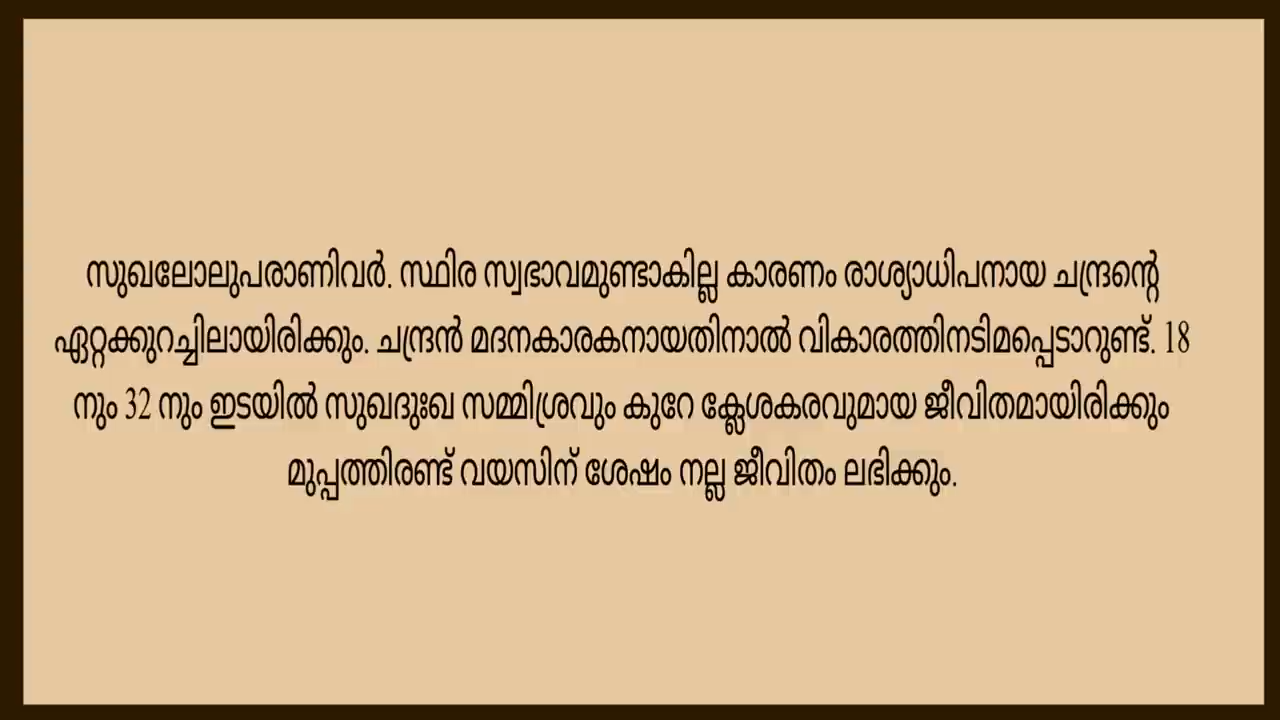 സുഖലോലുപരാണിവർ. സ്ഥിര സ്വഭാവമുണ്ടാകില്ല കാരണം രാശ്യാധിപനായ ചന്ദ്രന്റെ
ഏറ്റക്കുറച്ചിലായിരിക്കും. ചന്ദ്രൻ മദനകാരകനായതിനാൽ വികാരത്തിനടിമപ്പെടാറുണ്ട്. 18
നും 32 നും ഇടയിൽ സുഖദുഃഖ സമ്മിശ്രവും കുറേ ക്ലേശകരവുമായ ജീവിതമായിരിക്കും
മുപ്പത്തിരണ്ട് വയസിന് ശേഷം നല്ല ജീവിതം ലഭിക്കും.